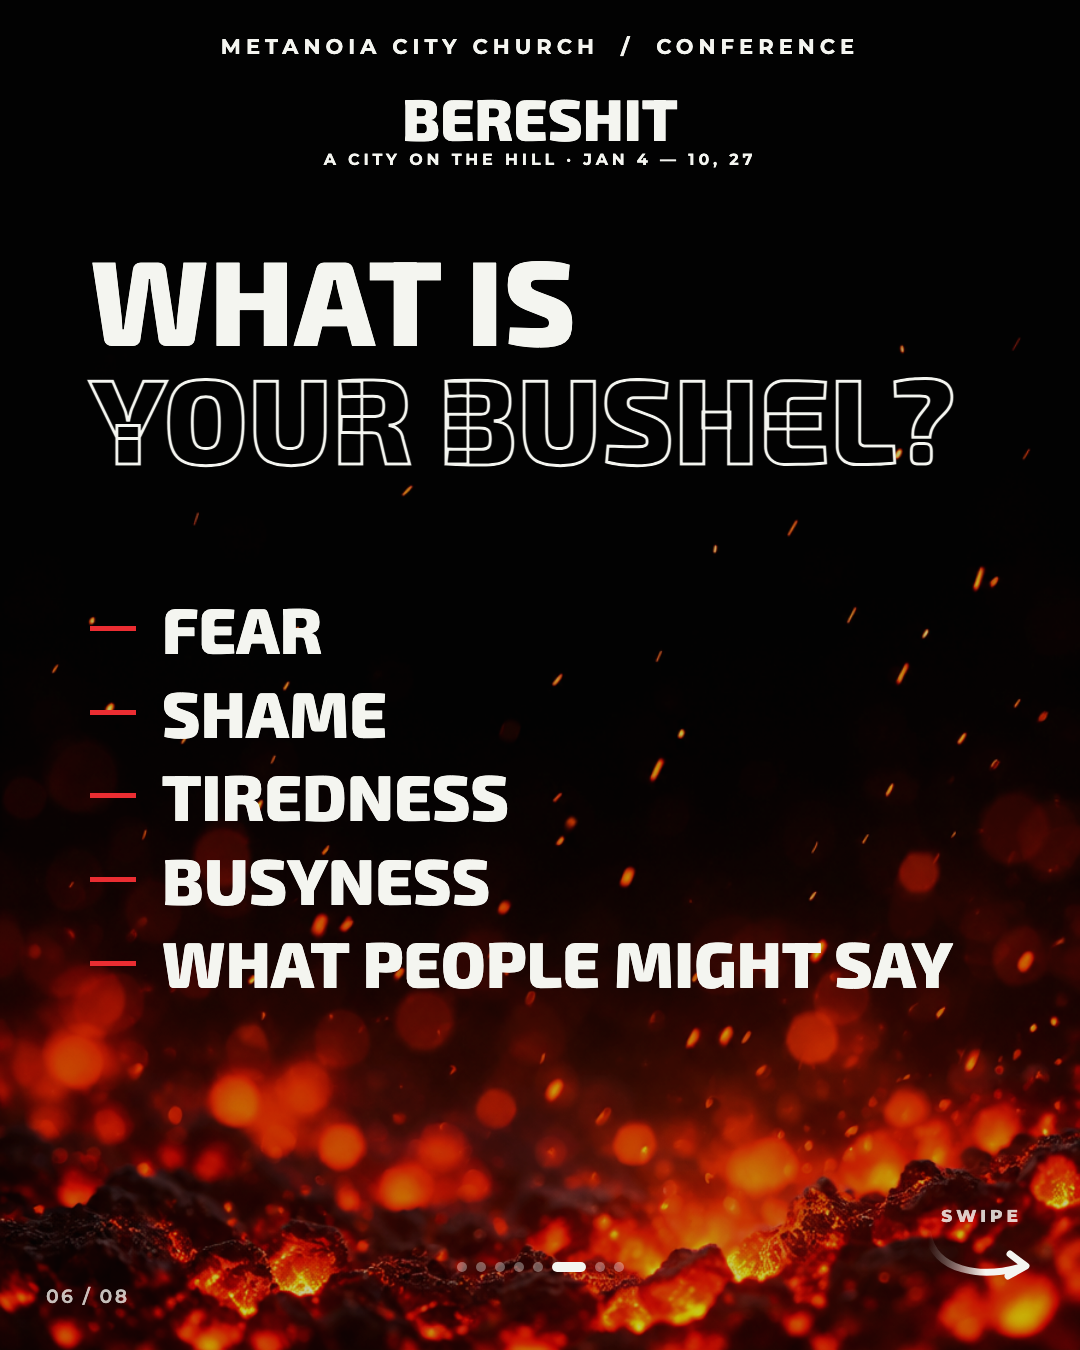 METANOIA CITY CHURCH / CONFERENCE
BERESHIT
A CITY ON THE HILL · JAN 4 — 10, 27
WHAT IS
YOUR BUSHEL?
— FEAR
— SHAME
— TIREDNESS
— BUSYNESS
— WHAT PEOPLE MIGHT SAY
SWIPE
06 / 08